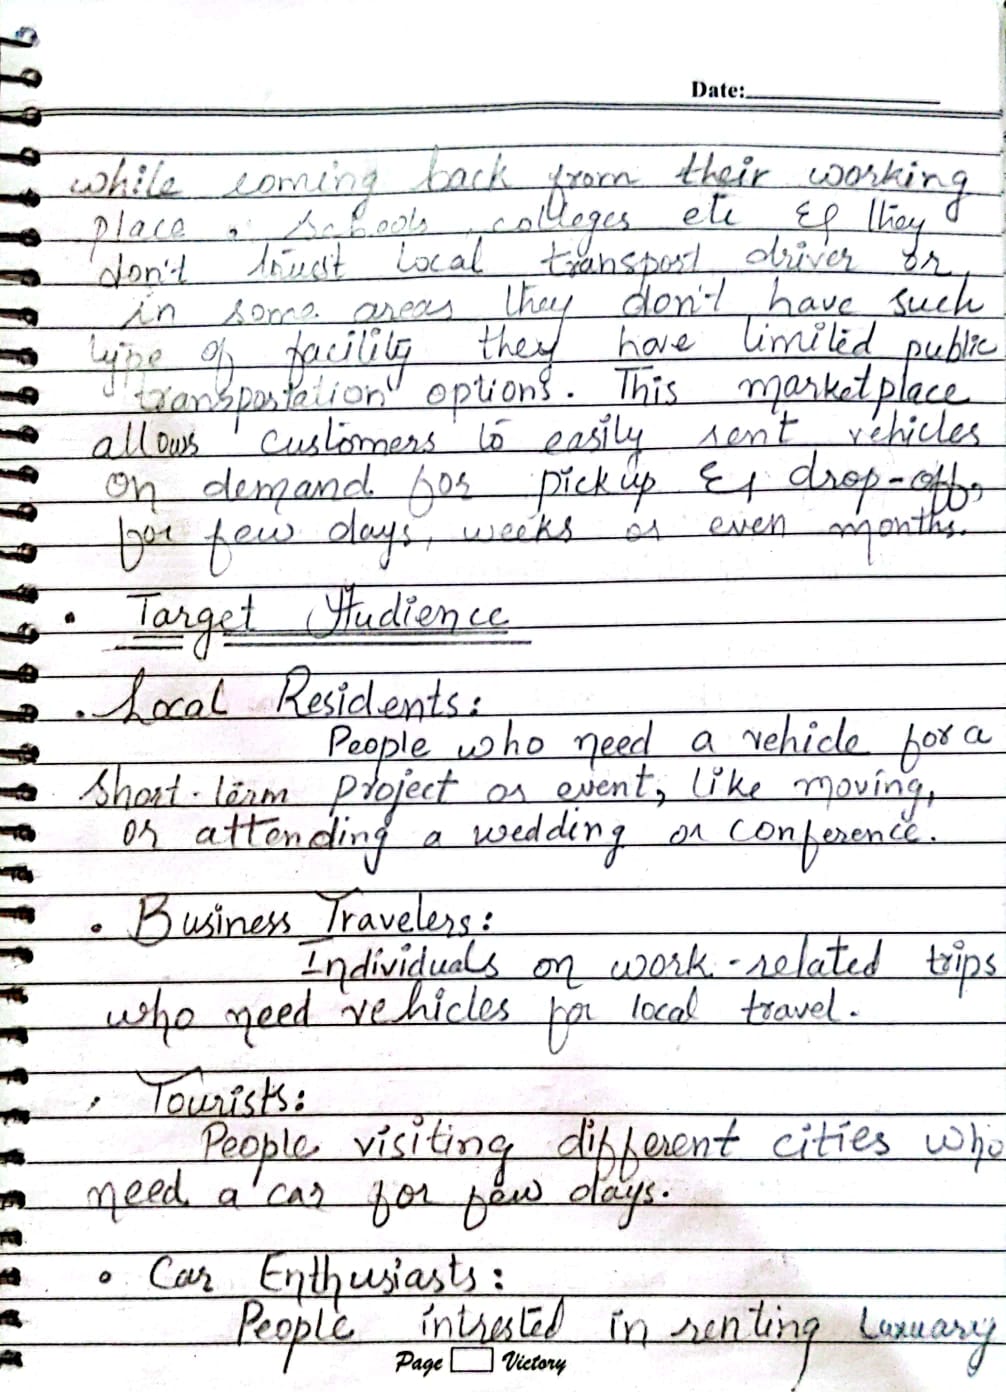 Date:
while coming back from their working
place, schools, colleges etc & they
don't trust local transport driver or
in some areas they don't have such
type of facility they have limited public
transportation options. This marketplace
allows customers to easily rent vehicles
on demand for pickup & drop-off,
for few days, weeks or even months.
• Target Audience
• Local Residents:
People who need a vehicle for a
short-term project or event, like moving,
or attending a wedding or conference.
• Business Travelers:
Individuals on work-related trips
who need vehicles for local travel.
• Tourists:
People visiting different cities who
need a car for few days.
• Car Enthusiasts:
People intrested in renting Luxuary
Page Victory